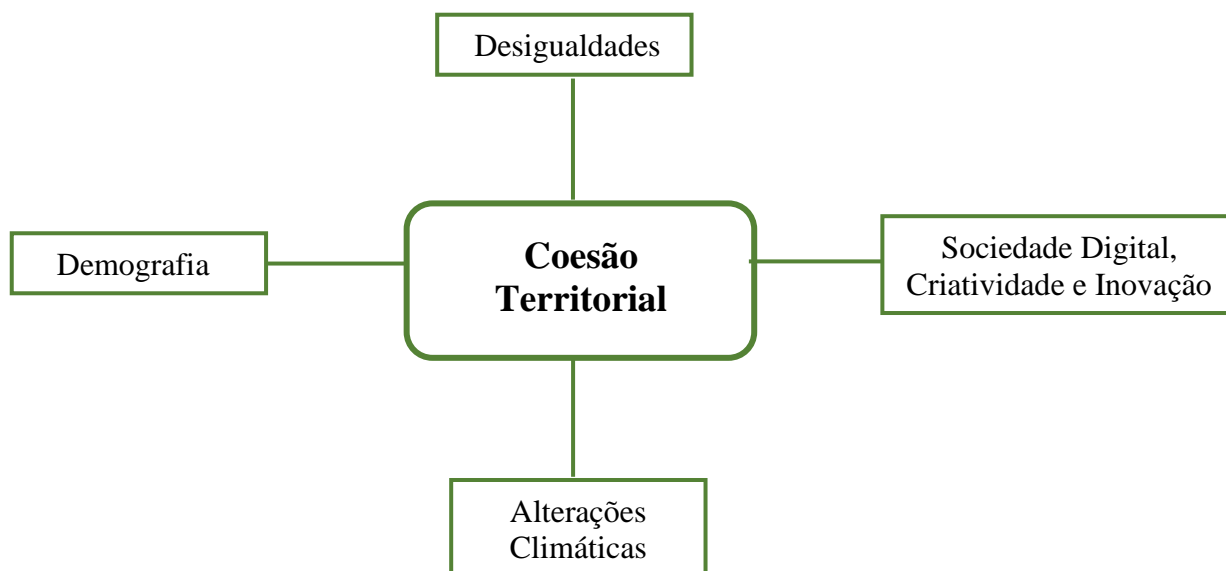 Desigualdades
Demografia
Coesão
Territorial
Sociedade Digital,
Criatividade e Inovação
Alterações
Climáticas